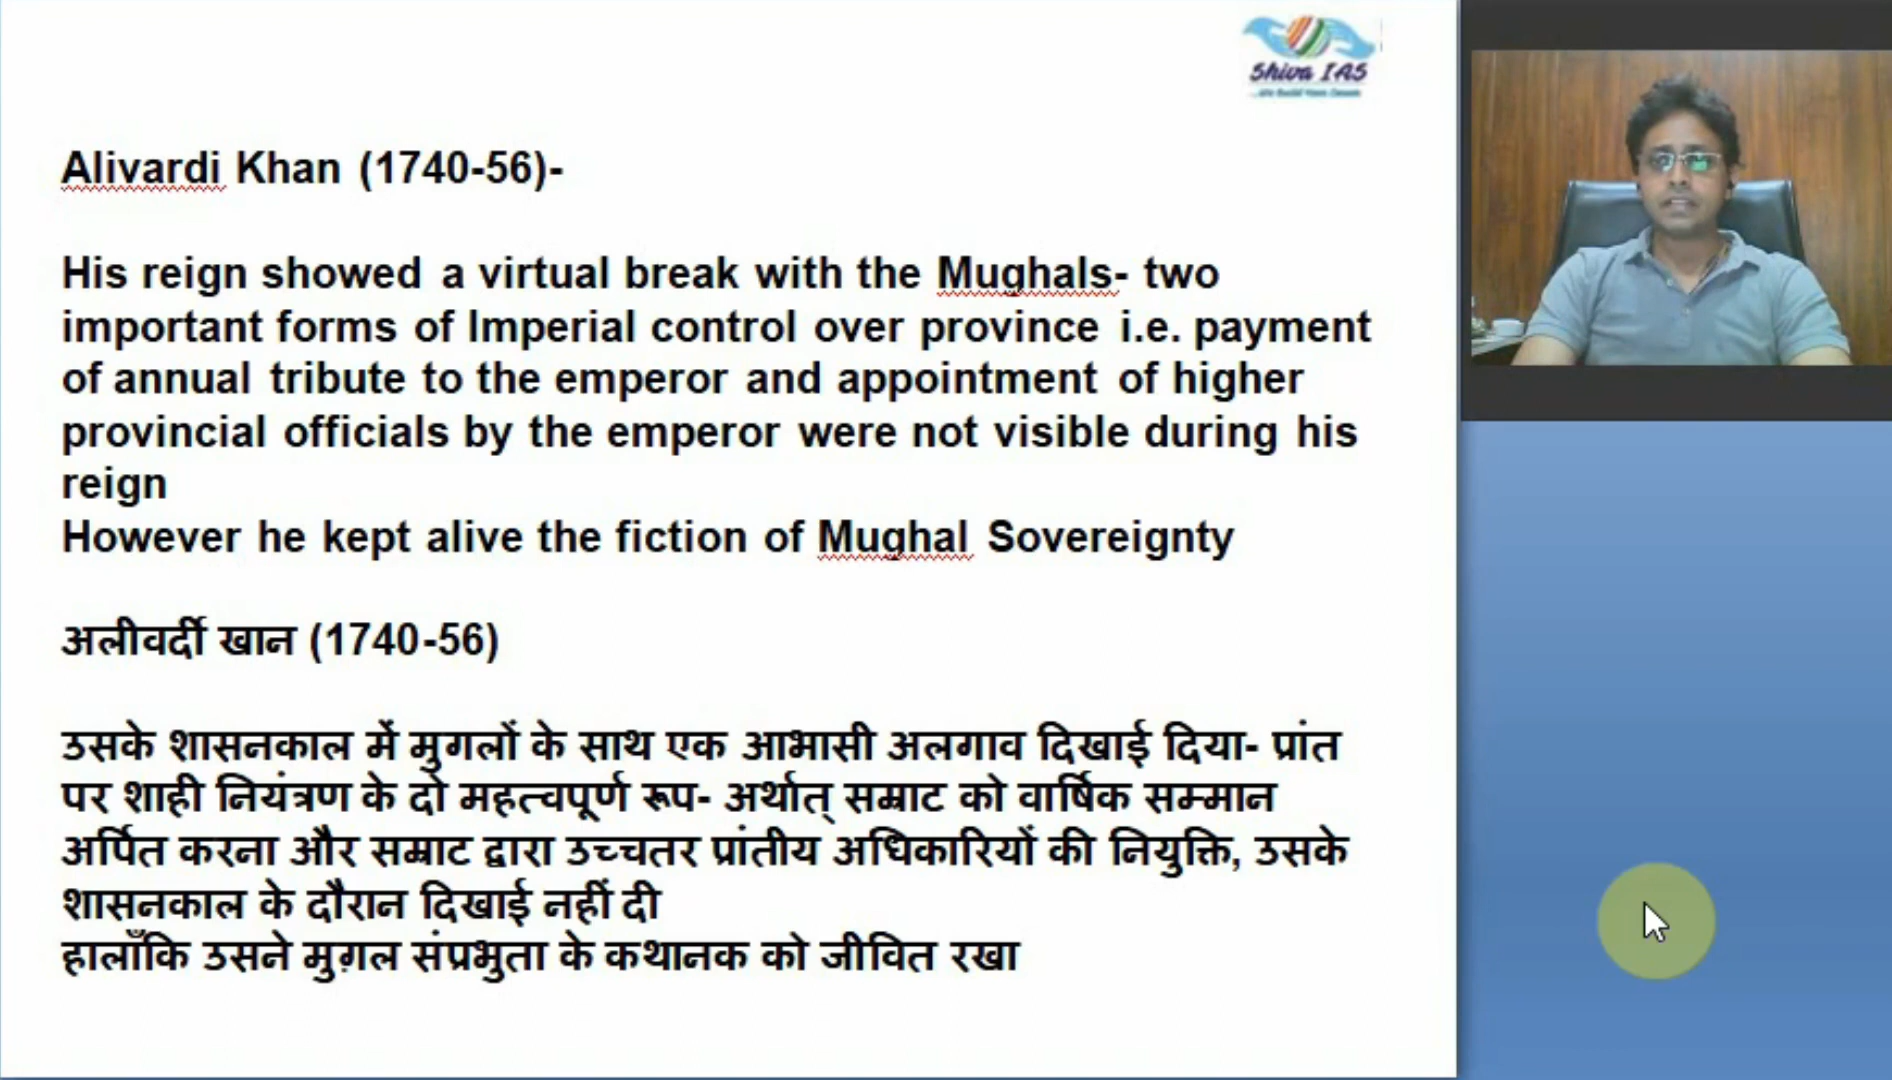 Shiva IAS
Alivardi Khan (1740-56)-
His reign showed a virtual break with the Mughals- two
important forms of Imperial control over province i.e. payment
of annual tribute to the emperor and appointment of higher
provincial officials by the emperor were not visible during his
reign
However he kept alive the fiction of Mughal Sovereignty
अलीवर्दी खान (1740-56)
उसके शासनकाल में मुगलों के साथ एक आभासी अलगाव दिखाई दिया- प्रांत
पर शाही नियंत्रण के दो महत्वपूर्ण रूप- अर्थात् सम्राट को वार्षिक सम्मान
अर्पित करना और सम्राट द्वारा उच्चतर प्रांतीय अधिकारियों की नियुक्ति, उसके
शासनकाल के दौरान दिखाई नहीं दी
हालाँकि उसने मुग़ल संप्रभुता के कथानक को जीवित रखा